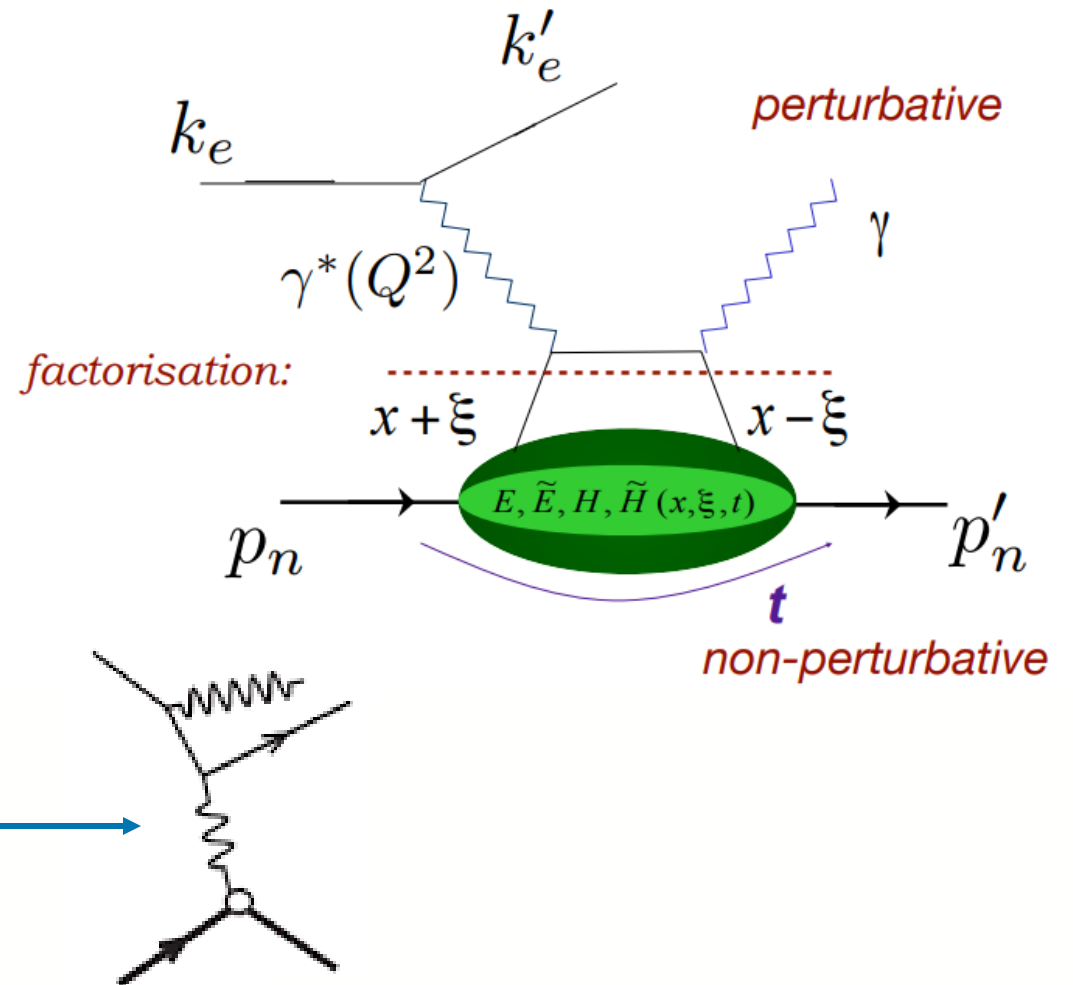 k′ₑ
kₑ
perturbative
γ
γ*(Q²)
factorisation:
x+ξ
x−ξ
E, Ẽ, H, H̃ (x,ξ,t)
pₙ
p′ₙ
t
non-perturbative